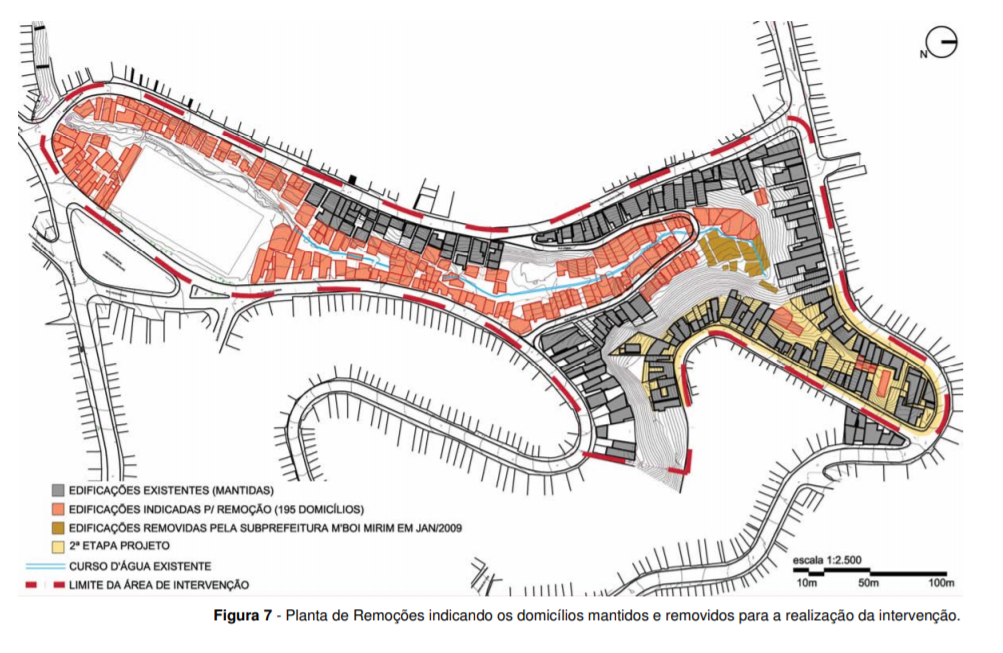 N
EDIFICAÇÕES EXISTENTES (MANTIDAS)
EDIFICAÇÕES INDICADAS P/ REMOÇÃO (195 DOMICÍLIOS)
EDIFICAÇÕES REMOVIDAS PELA SUBPREFEITURA M'BOI MIRIM EM JAN/2009
2ª ETAPA PROJETO
CURSO D'ÁGUA EXISTENTE
LIMITE DA ÁREA DE INTERVENÇÃO
escala 1:2.500
10m 50m 100m
Figura 7 - Planta de Remoções indicando os domicílios mantidos e removidos para a realização da intervenção.